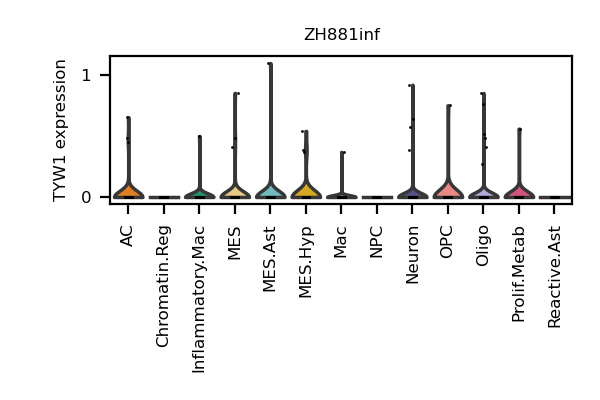 ZH881inf
TYW1 expression
1
0
AC
Chromatin.Reg
Inflammatory.Mac
MES
MES.Ast
MES.Hyp
Mac
NPC
Neuron
OPC
Oligo
Prolif.Metab
Reactive.Ast